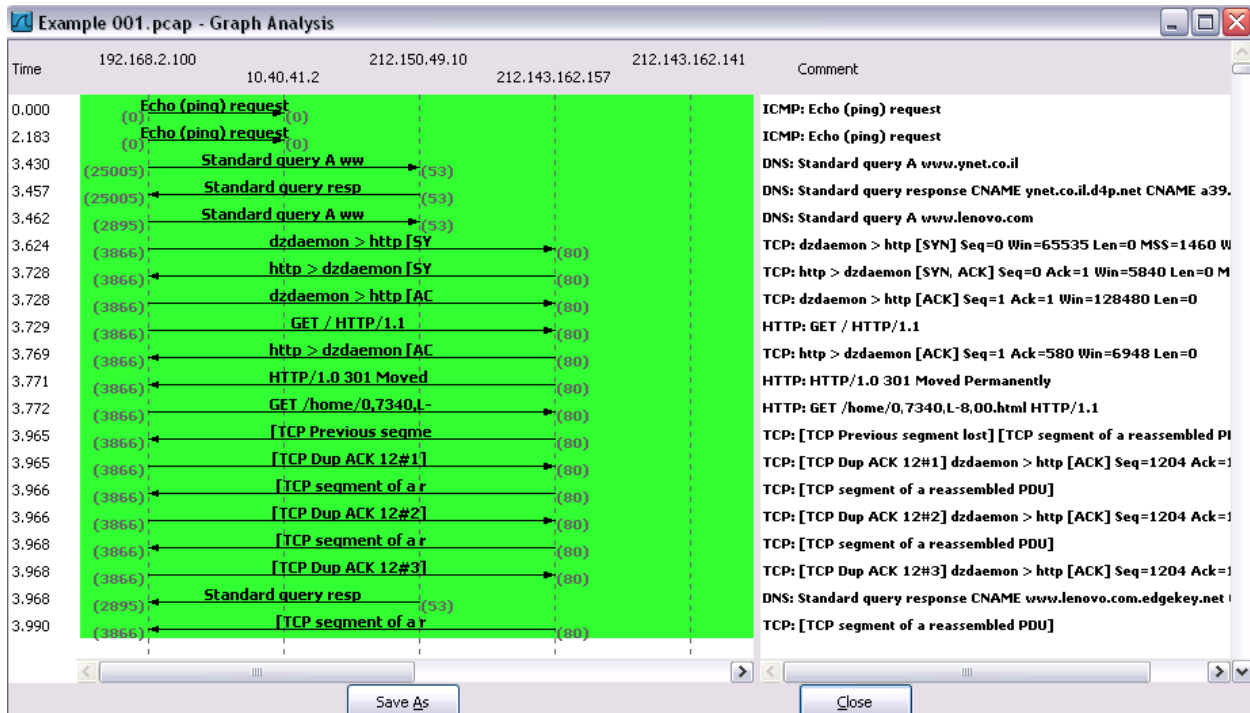 Example 001.pcap - Graph Analysis
Time 192.168.2.100 10.40.41.2 212.150.49.10 212.143.162.157 212.143.162.141 Comment
0.000 Echo (ping) request (0) (0) ICMP: Echo (ping) request
2.183 Echo (ping) request (0) (0) ICMP: Echo (ping) request
3.430 Standard query A ww (25005) (53) DNS: Standard query A www.ynet.co.il
3.457 Standard query resp (25005) (53) DNS: Standard query response CNAME ynet.co.il.d4p.net CNAME a39.
3.462 Standard query A ww (2895) (53) DNS: Standard query A www.lenovo.com
3.624 dzdaemon > http [SY (3866) (80) TCP: dzdaemon > http [SYN] Seq=0 Win=65535 Len=0 MSS=1460 W
3.728 http > dzdaemon [SY (3866) (80) TCP: http > dzdaemon [SYN, ACK] Seq=0 Ack=1 Win=5840 Len=0 M
3.728 dzdaemon > http [AC (3866) (80) TCP: dzdaemon > http [ACK] Seq=1 Ack=1 Win=128480 Len=0
3.729 GET / HTTP/1.1 (3866) (80) HTTP: GET / HTTP/1.1
3.769 http > dzdaemon [AC (3866) (80) TCP: http > dzdaemon [ACK] Seq=1 Ack=580 Win=6948 Len=0
3.771 HTTP/1.0 301 Moved (3866) (80) HTTP: HTTP/1.0 301 Moved Permanently
3.772 GET /home/0,7340,L- (3866) (80) HTTP: GET /home/0,7340,L-8,00.html HTTP/1.1
3.965 [TCP Previous segme (3866) (80) TCP: [TCP Previous segment lost] [TCP segment of a reassembled PD
3.965 [TCP Dup ACK 12#1] (3866) (80) TCP: [TCP Dup ACK 12#1] dzdaemon > http [ACK] Seq=1204 Ack=1
3.966 [TCP segment of a r (3866) (80) TCP: [TCP segment of a reassembled PDU]
3.966 [TCP Dup ACK 12#2] (3866) (80) TCP: [TCP Dup ACK 12#2] dzdaemon > http [ACK] Seq=1204 Ack=1
3.968 [TCP segment of a r (3866) (80) TCP: [TCP segment of a reassembled PDU]
3.968 [TCP Dup ACK 12#3] (3866) (80) TCP: [TCP Dup ACK 12#3] dzdaemon > http [ACK] Seq=1204 Ack=1
3.968 Standard query resp (2895) (53) DNS: Standard query response CNAME www.lenovo.com.edgekey.net
3.990 [TCP segment of a r (3866) (80) TCP: [TCP segment of a reassembled PDU]
Save As Close